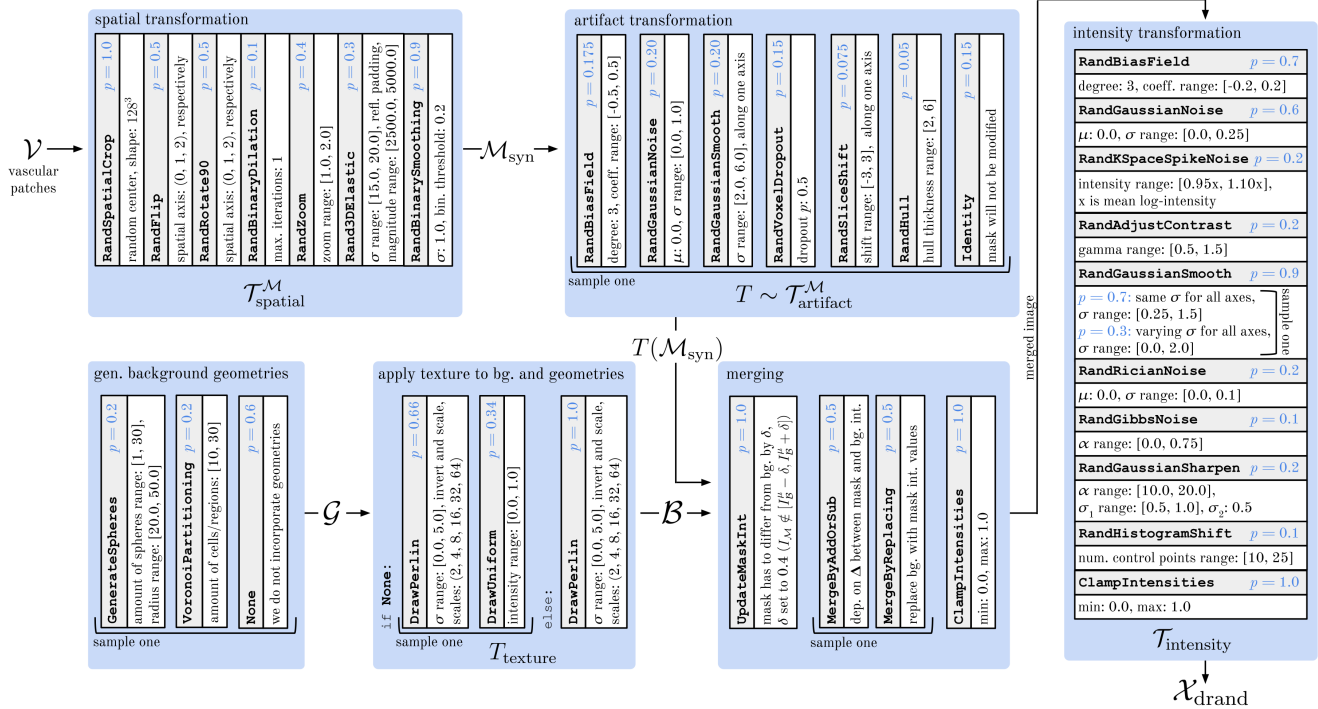 spatial transformation
RandSpatialCrop p = 1.0
random center, shape: 128³
RandFlip p = 0.5
spatial axis: (0, 1, 2), respectively
RandRotate90 p = 0.5
spatial axis: (0, 1, 2), respectively
RandBinaryDilation p = 0.1
max. iterations: 1
RandZoom p = 0.4
zoom range: [1.0, 2.0]
Rand3DElastic p = 0.3
σ range: [15.0, 20.0], refl. padding,
magnitude range: [2500.0, 5000.0]
RandBinarySmoothing p = 0.9
σ: 1.0, bin. threshold: 0.2
𝒯ᴹ_spatial
𝒱
vascular
patches
ℳ_syn
artifact transformation
RandBiasField p = 0.175
degree: 3, coeff. range: [-0.5, 0.5]
RandGaussianNoise p = 0.20
μ: 0.0, σ range: [0.0, 1.0]
RandGaussianSmooth p = 0.20
σ range: [2.0, 6.0], along one axis
RandVoxelDropout p = 0.15
dropout p: 0.5
RandSliceShift p = 0.075
shift range: [-3, 3], along one axis
RandHull p = 0.05
hull thickness range: [2, 6]
Identity p = 0.15
mask will not be modified
sample one
T ∼ 𝒯ᴹ_artifact
T(ℳ_syn)
gen. background geometries
GenerateSpheres p = 0.2
amount of spheres range: [1, 30],
radius range: [20.0, 50.0]
VoronoiPartitioning p = 0.2
amount of cells/regions: [10, 30]
None p = 0.6
we do not incorporate geometries
sample one
𝒢
apply texture to bg. and geometries
if None:
DrawPerlin p = 0.66
σ range: [0.0, 5.0], invert and scale,
scales: (2, 4, 8, 16, 32, 64)
DrawUniform p = 0.34
intensity range: [0.0, 1.0]
sample one
else:
DrawPerlin p = 1.0
σ range: [0.0, 5.0], invert and scale,
scales: (2, 4, 8, 16, 32, 64)
T_texture
ℬ
merging
UpdateMaskInt p = 1.0
mask has to differ from bg. by δ,
δ set to 0.4 (I_ℳ ∉ [I_B^μ − δ, I_B^μ + δ])
MergeByAddOrSub p = 0.5
dep. on Δ between mask and bg. int.
MergeByReplacing p = 0.5
replace bg. with mask int. values
sample one
ClampIntensities p = 1.0
min: 0.0, max: 1.0
merged image
intensity transformation
RandBiasField p = 0.7
degree: 3, coeff. range: [-0.2, 0.2]
RandGaussianNoise p = 0.6
μ: 0.0, σ range: [0.0, 0.25]
RandKSpaceSpikeNoise p = 0.2
intensity range: [0.95x, 1.10x],
x is mean log-intensity
RandAdjustContrast p = 0.2
gamma range: [0.5, 1.5]
RandGaussianSmooth p = 0.9
p = 0.7: same σ for all axes,
σ range: [0.25, 1.5]
p = 0.3: varying σ for all axes,
σ range: [0.0, 2.0]
sample one
RandRicianNoise p = 0.2
μ: 0.0, σ range: [0.0, 0.1]
RandGibbsNoise p = 0.1
α range: [0.0, 0.75]
RandGaussianSharpen p = 0.2
α range: [10.0, 20.0],
σ₁ range: [0.5, 1.0], σ₂: 0.5
RandHistogramShift p = 0.1
num. control points range: [10, 25]
ClampIntensities p = 1.0
min: 0.0, max: 1.0
𝒯_intensity
𝒳_drand